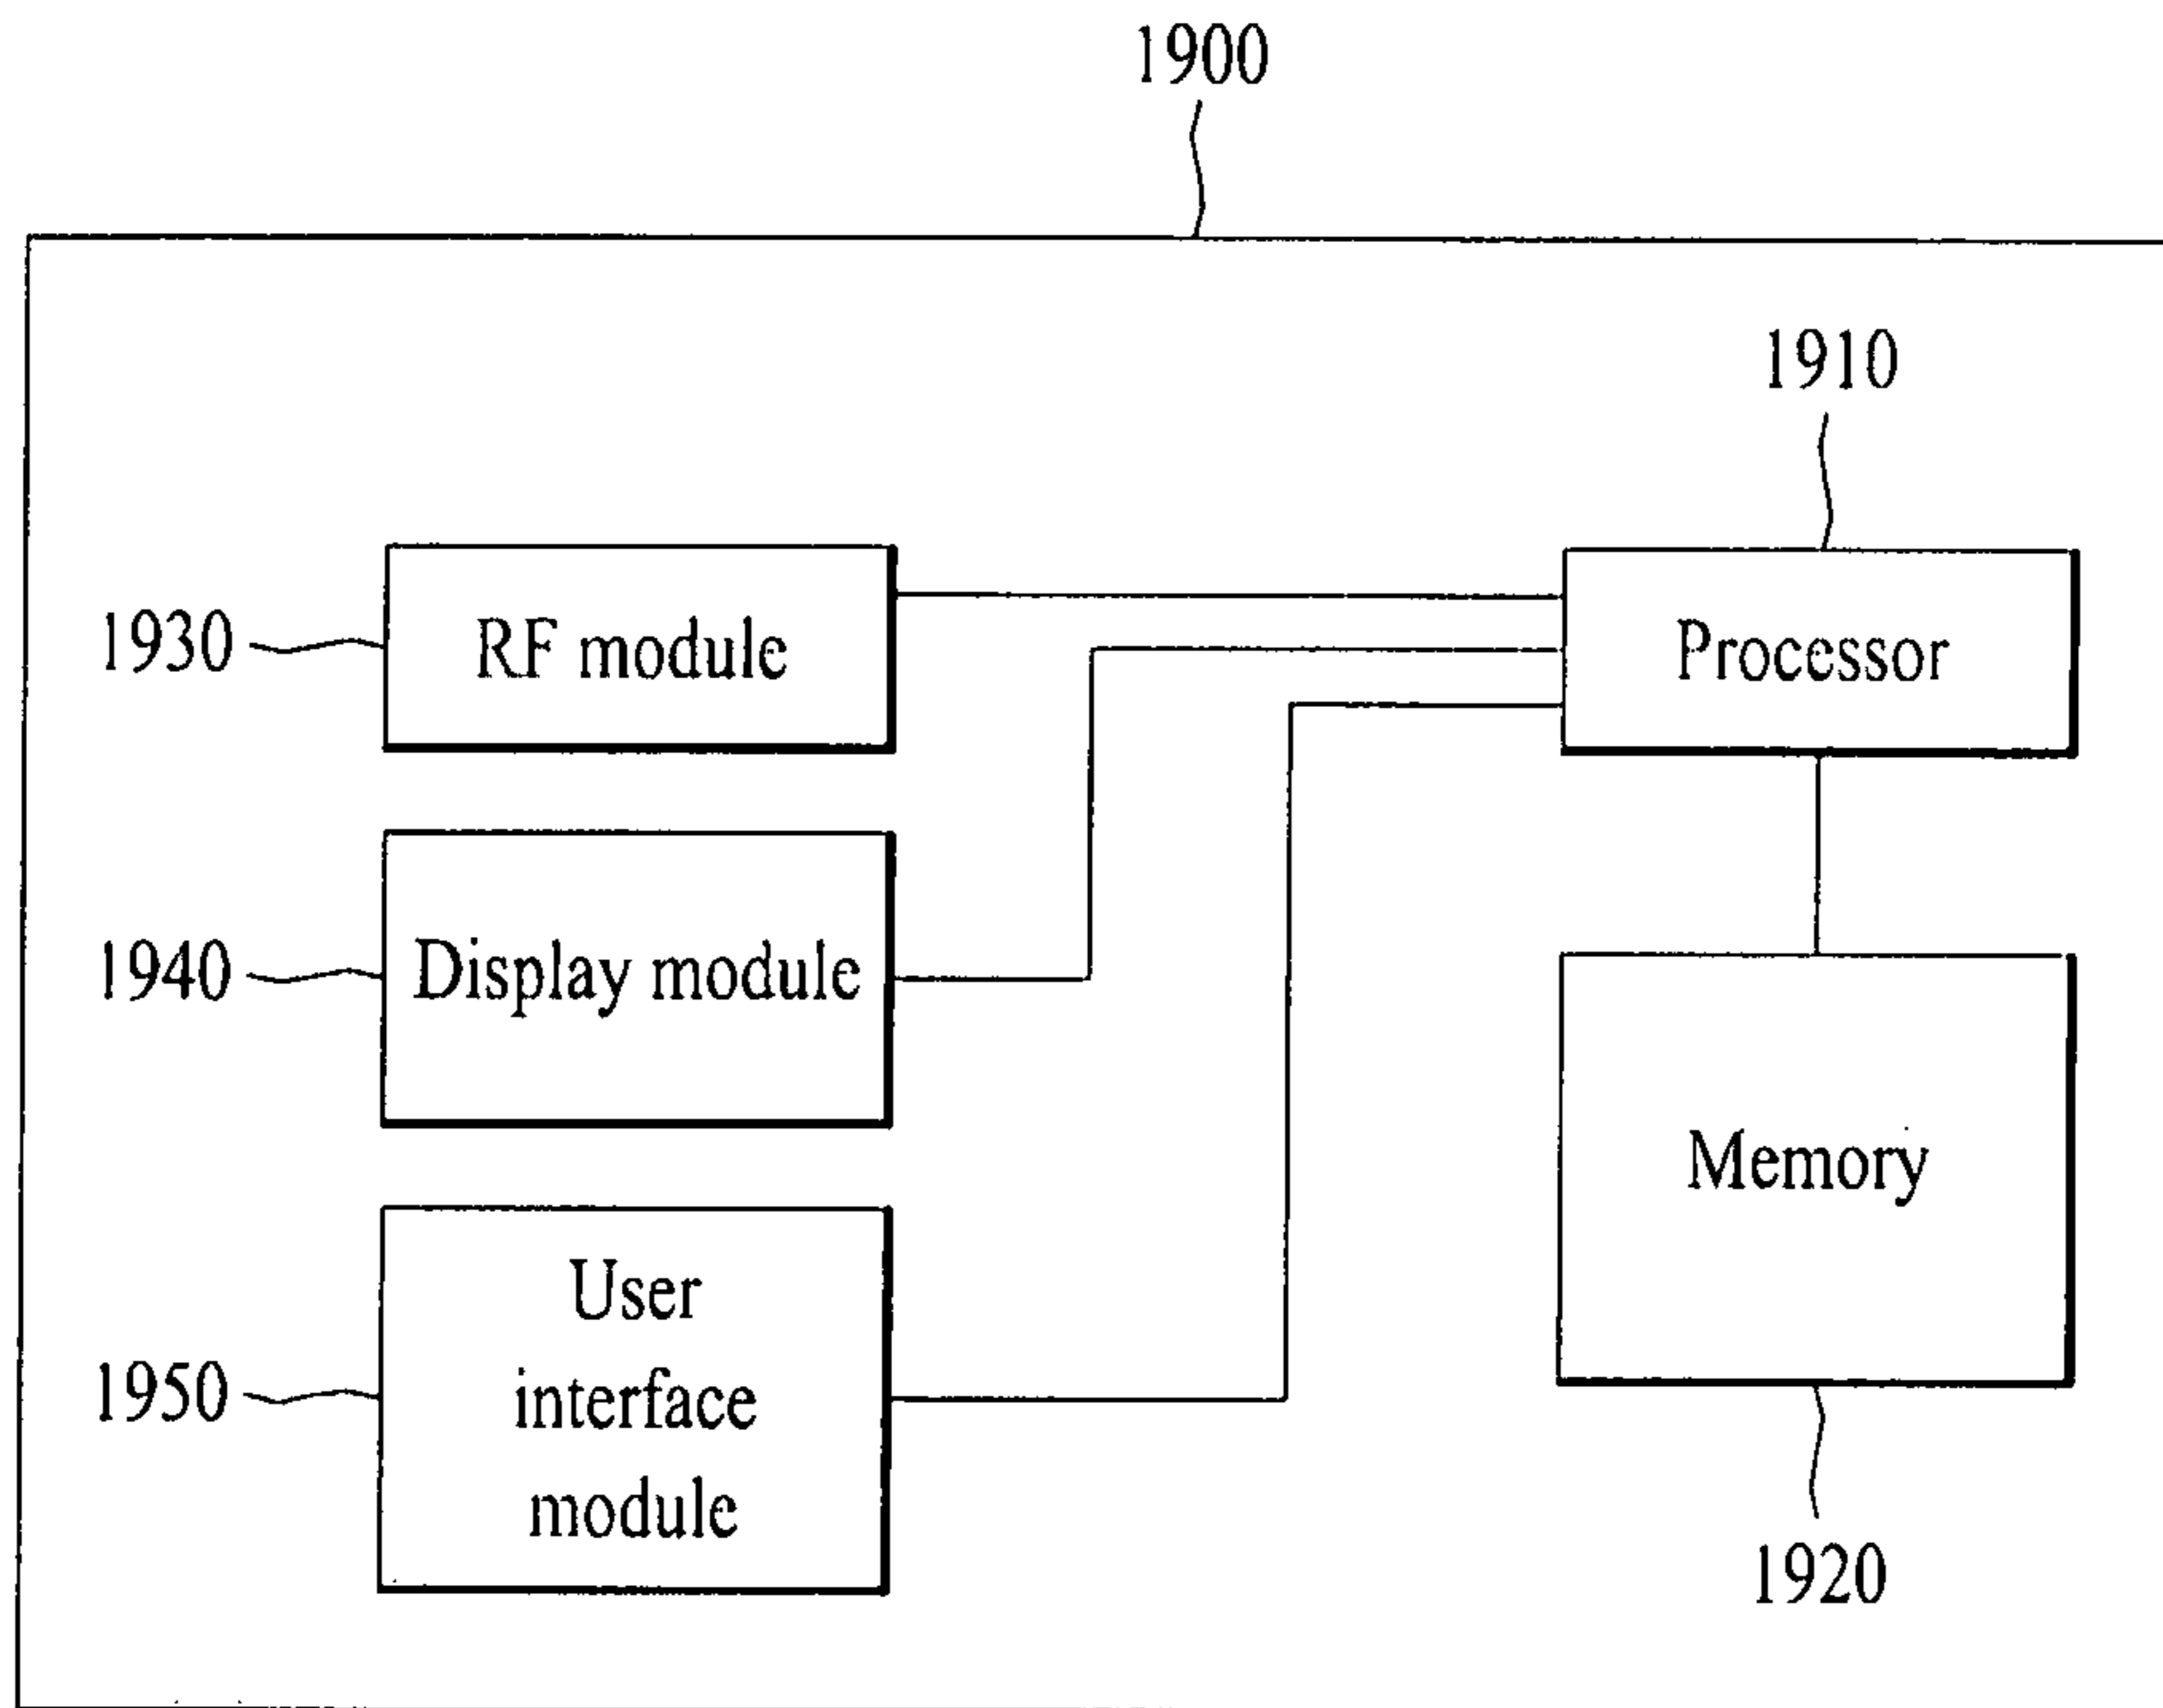 1900
1910
1930
RF module
Processor
1940
Display module
Memory
1950
User
interface
module
1920